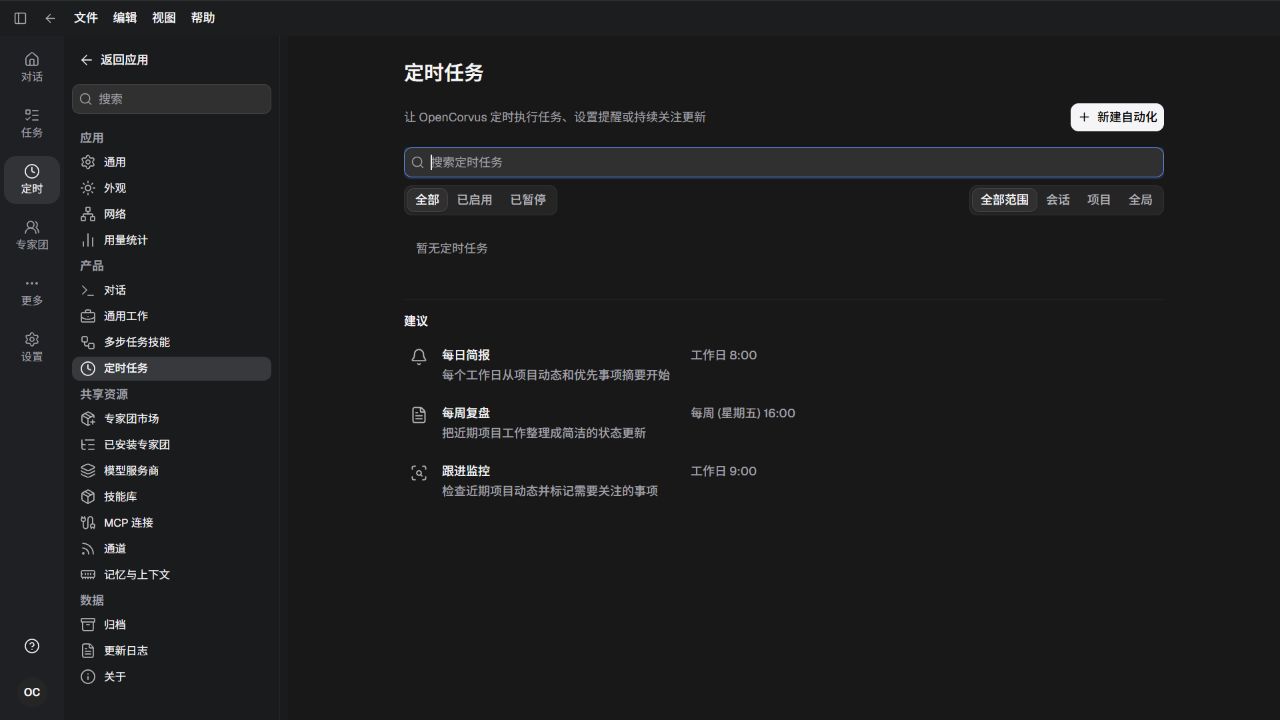 文件 编辑 视图 帮助
对话
任务
定时
专家团
更多
设置
OC
返回应用
搜索
应用
通用
外观
网络
用量统计
产品
对话
通用工作
多步任务技能
定时任务
共享资源
专家团市场
已安装专家团
模型服务商
技能库
MCP 连接
通道
记忆与上下文
数据
归档
更新日志
关于
定时任务
让 OpenCorvus 定时执行任务、设置提醒或持续关注更新
新建自动化
搜索定时任务
全部 已启用 已暂停
全部范围 会话 项目 全局
暂无定时任务
建议
每日简报 工作日 8:00
每个工作日从项目动态和优先事项摘要开始
每周复盘 每周 (星期五) 16:00
把近期项目工作整理成简洁的状态更新
跟进监控 工作日 9:00
检查近期项目动态并标记需要关注的事项